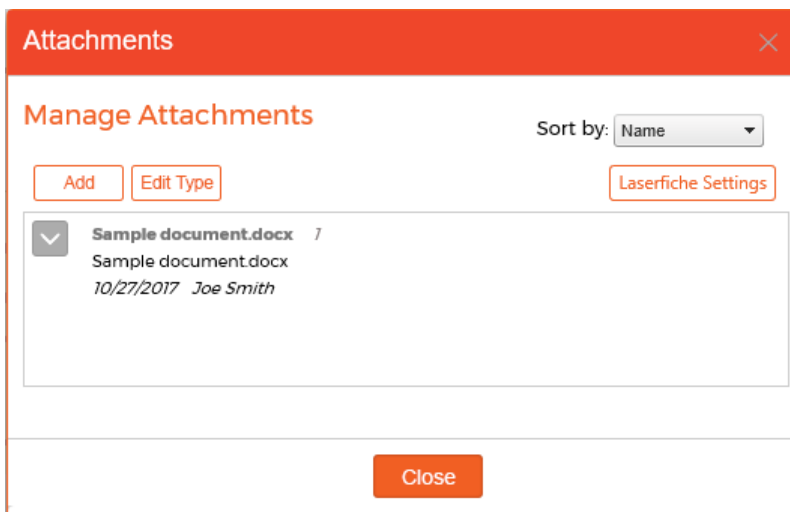 Attachments
Manage Attachments
Sort by: Name
Add Edit Type Laserfiche Settings
Sample document.docx 1
Sample document.docx
10/27/2017 Joe Smith
Close